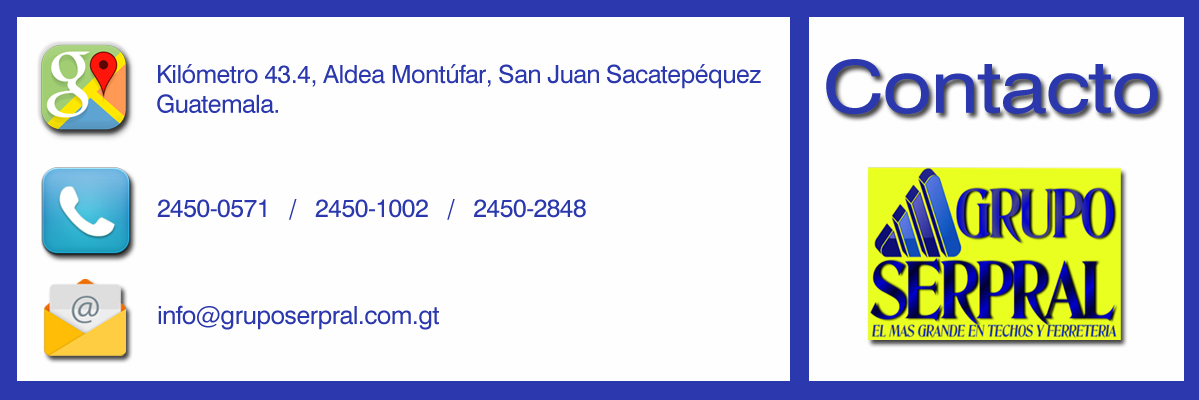 Kilómetro 43.4, Aldea Montúfar, San Juan Sacatepéquez
Guatemala.
2450-0571 / 2450-1002 / 2450-2848
@
info@gruposerpral.com.gt
Contacto
GRUPO
SERPRAL
EL MAS GRANDE EN TECHOS Y FERRETERIA
g